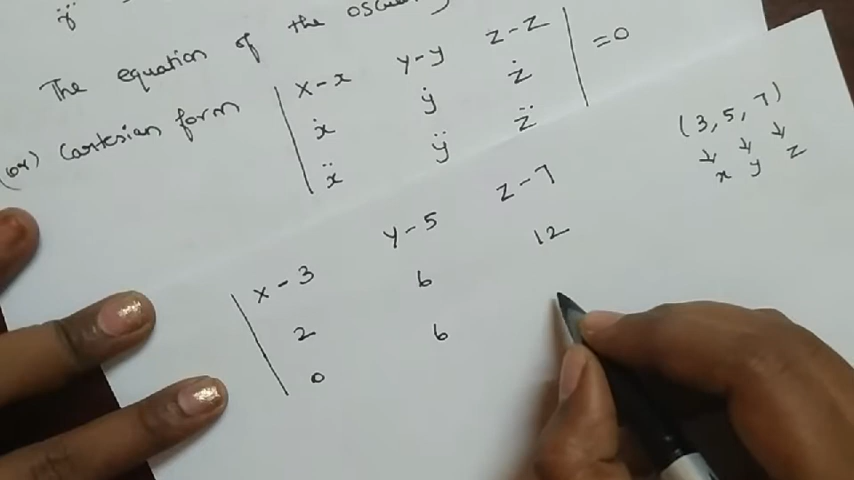 ẍ
The equation of the
(or) Cartesian form
X-x Y-y Z-z
ẋ ẏ ż =0
ẍ ÿ z̈
(3, 5, 7)
↓ ↓ ↓
x y z
X-3 Y-5 Z-7
2 6 12
0 6